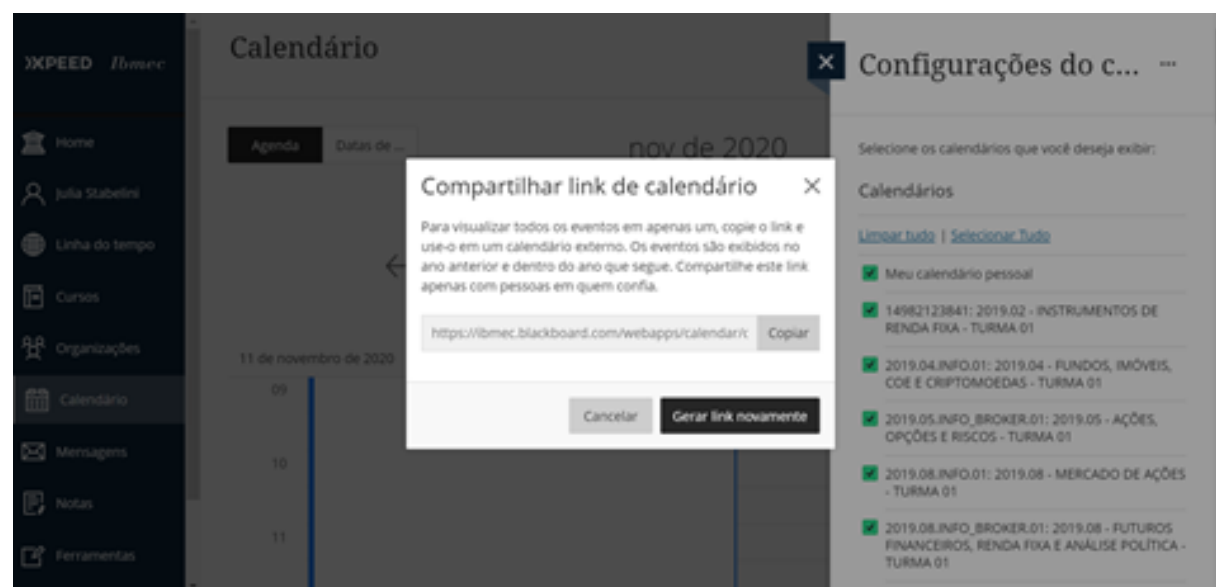 XPEED Ibmec
Home
Julia Stabelini
Linha do tempo
Cursos
Organizações
Calendário
Mensagens
Notas
Ferramentas
Calendário
Agenda
Datas de ...
nov de 2020
11 de novembro de 2020
09
10
11
Compartilhar link de calendário
Para visualizar todos os eventos em apenas um, copie o link e
use-o em um calendário externo. Os eventos são exibidos no
ano anterior e dentro do ano que segue. Compartilhe este link
apenas com pessoas em quem confia.
https://ibmec.blackboard.com/webapps/calendar/c
Copiar
Cancelar
Gerar link novamente
Configurações do c... ...
Selecione os calendários que você deseja exibir:
Calendários
Limpar tudo | Selecionar Tudo
Meu calendário pessoal
14982123841: 2019.02 - INSTRUMENTOS DE
RENDA FIXA - TURMA 01
2019.04.INFO.01: 2019.04 - FUNDOS, IMÓVEIS,
COE E CRIPTOMOEDAS - TURMA 01
2019.05.INFO_BROKER.01: 2019.05 - AÇÕES,
OPÇÕES E RISCOS - TURMA 01
2019.08.INFO.01: 2019.08 - MERCADO DE AÇÕES
- TURMA 01
2019.08.INFO_BROKER.01: 2019.08 - FUTUROS
FINANCEIROS, RENDA FIXA E ANÁLISE POLÍTICA -
TURMA 01